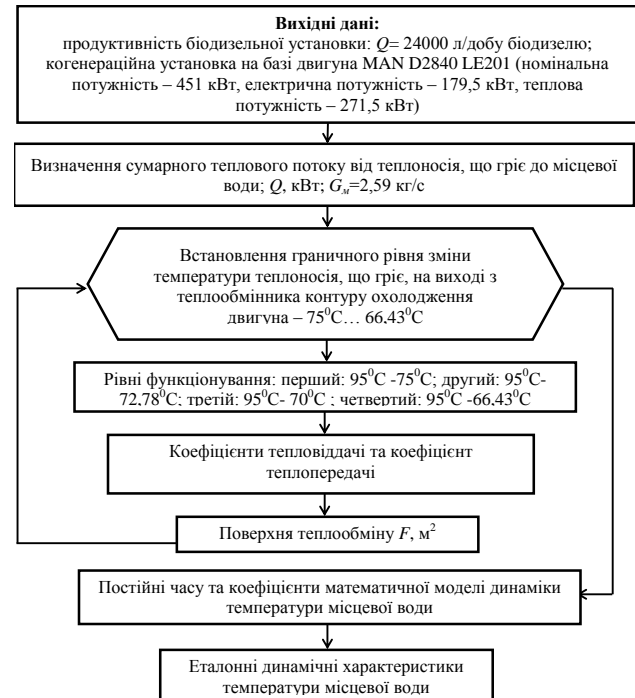 Вихідні дані:
продуктивність біодизельної установки: Q= 24000 л/добу біодизелю;
когенераційна установка на базі двигуна MAN D2840 LE201 (номінальна
потужність – 451 кВт, електрична потужність – 179,5 кВт, теплова
потужність – 271,5 кВт)
Визначення сумарного теплового потоку від теплоносія, що гріє до місцевої
води; Q, кВт; Gм=2,59 кг/с
Встановлення граничного рівня зміни
температури теплоносія, що гріє, на виході з
теплообмінника контуру охолодження
двигуна – 75⁰С… 66,43⁰С
Рівні функціонування: перший: 95⁰С -75⁰С; другий: 95⁰С-
72,78⁰С; третій: 95⁰С- 70⁰С ; четвертий: 95⁰С -66,43⁰С
Коефіцієнти тепловіддачі та коефіцієнт
теплопередачі
Поверхня теплообміну F, м²
Постійні часу та коефіцієнти математичної моделі динаміки
температури місцевої води
Еталонні динамічні характеристики
температури місцевої води